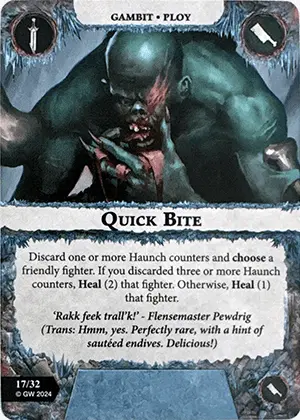 GAMBIT • PLOY
QUICK BITE
Discard one or more Haunch counters and choose a
friendly fighter. If you discarded three or more Haunch
counters, Heal (2) that fighter. Otherwise, Heal (1)
that fighter.
‘Rakk feek trall’k!’ - Flensemaster Pewdrig
(Trans: Hmm, yes. Perfectly rare, with a hint of
sautéed endives. Delicious!)
17/32
© GW 2024